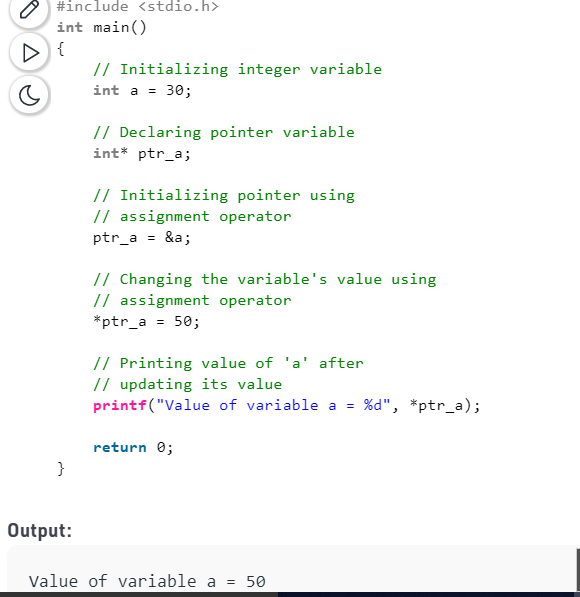 #include <stdio.h>
int main()
{
    // Initializing integer variable
    int a = 30;

    // Declaring pointer variable
    int* ptr_a;

    // Initializing pointer using
    // assignment operator
    ptr_a = &a;

    // Changing the variable's value using
    // assignment operator
    *ptr_a = 50;

    // Printing value of 'a' after
    // updating its value
    printf("Value of variable a = %d", *ptr_a);

    return 0;
}
Output:
Value of variable a = 50